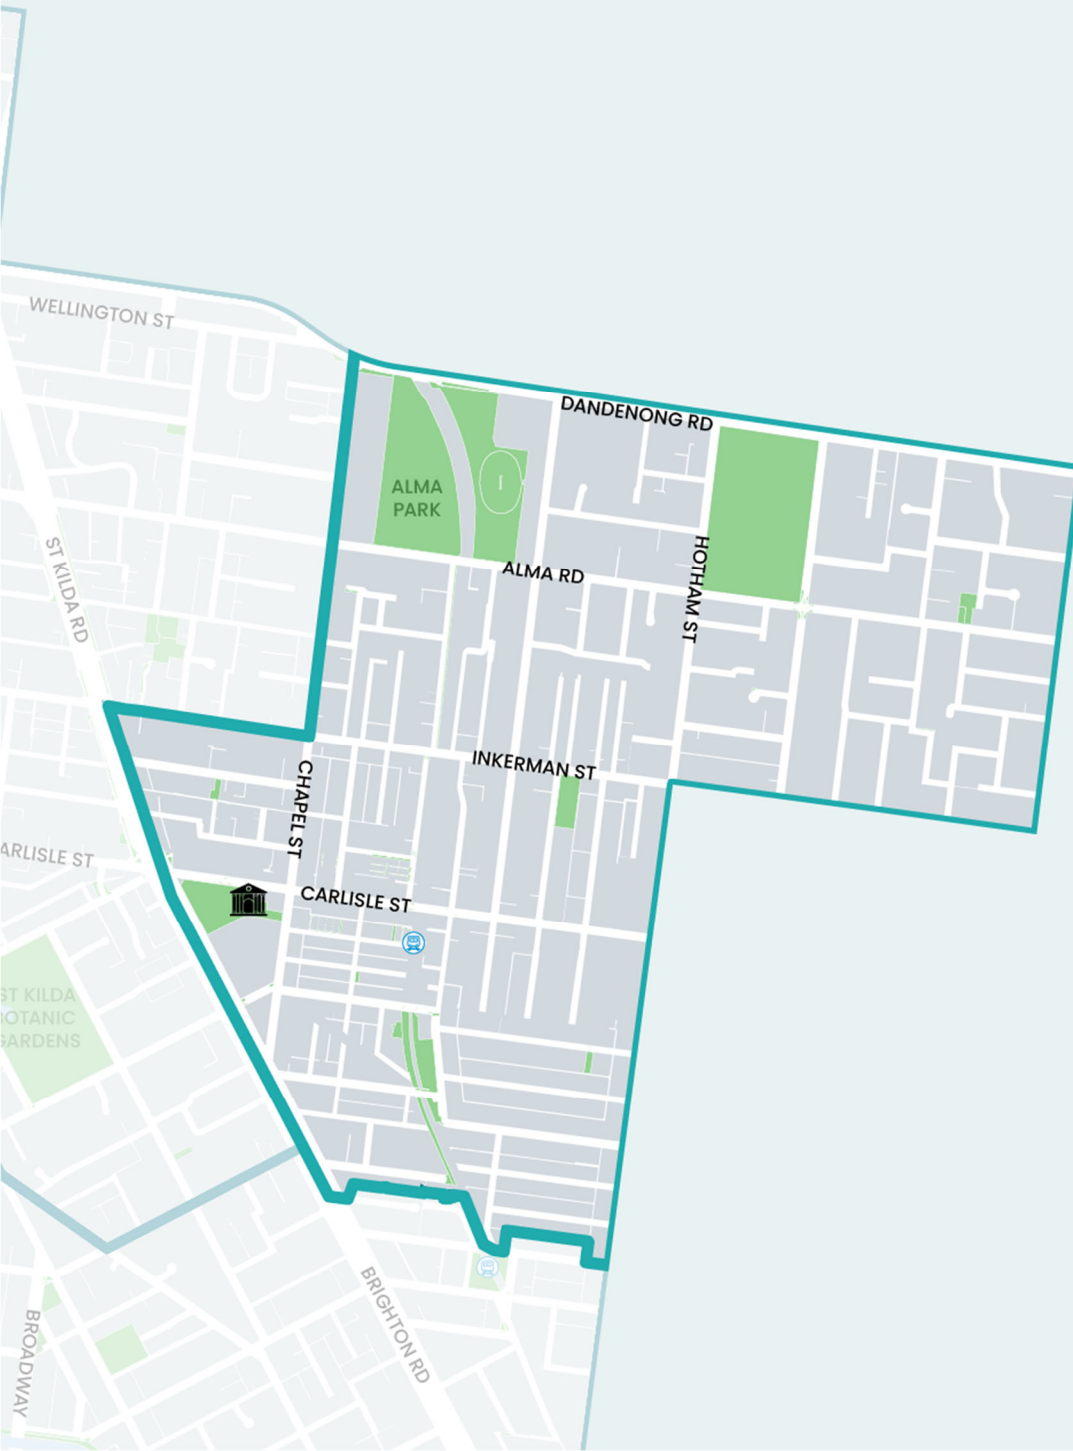 WELLINGTON ST
DANDENONG RD
ALMA
PARK
ST KILDA RD
HOTHAM ST
ALMA RD
INKERMAN ST
CHAPEL ST
ARLISLE ST
CARLISLE ST
ST KILDA
OTANIC
GARDENS
BRIGHTON RD
BROADWAY